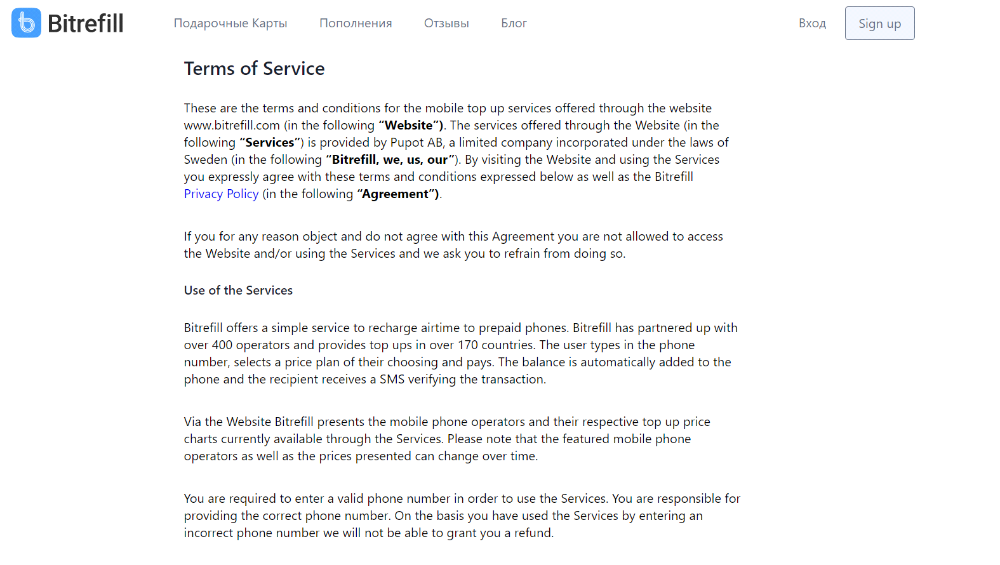 Bitrefill
Подарочные Карты
Пополнения
Отзывы
Блог
Вход
Sign up
Terms of Service
These are the terms and conditions for the mobile top up services offered through the website
www.bitrefill.com (in the following “Website”). The services offered through the Website (in the
following “Services”) is provided by Pupot AB, a limited company incorporated under the laws of
Sweden (in the following “Bitrefill, we, us, our”). By visiting the Website and using the Services
you expressly agree with these terms and conditions expressed below as well as the Bitrefill
Privacy Policy (in the following “Agreement”).
If you for any reason object and do not agree with this Agreement you are not allowed to access
the Website and/or using the Services and we ask you to refrain from doing so.
Use of the Services
Bitrefill offers a simple service to recharge airtime to prepaid phones. Bitrefill has partnered up with
over 400 operators and provides top ups in over 170 countries. The user types in the phone
number, selects a price plan of their choosing and pays. The balance is automatically added to the
phone and the recipient receives a SMS verifying the transaction.
Via the Website Bitrefill presents the mobile phone operators and their respective top up price
charts currently available through the Services. Please note that the featured mobile phone
operators as well as the prices presented can change over time.
You are required to enter a valid phone number in order to use the Services. You are responsible for
providing the correct phone number. On the basis you have used the Services by entering an
incorrect phone number we will not be able to grant you a refund.